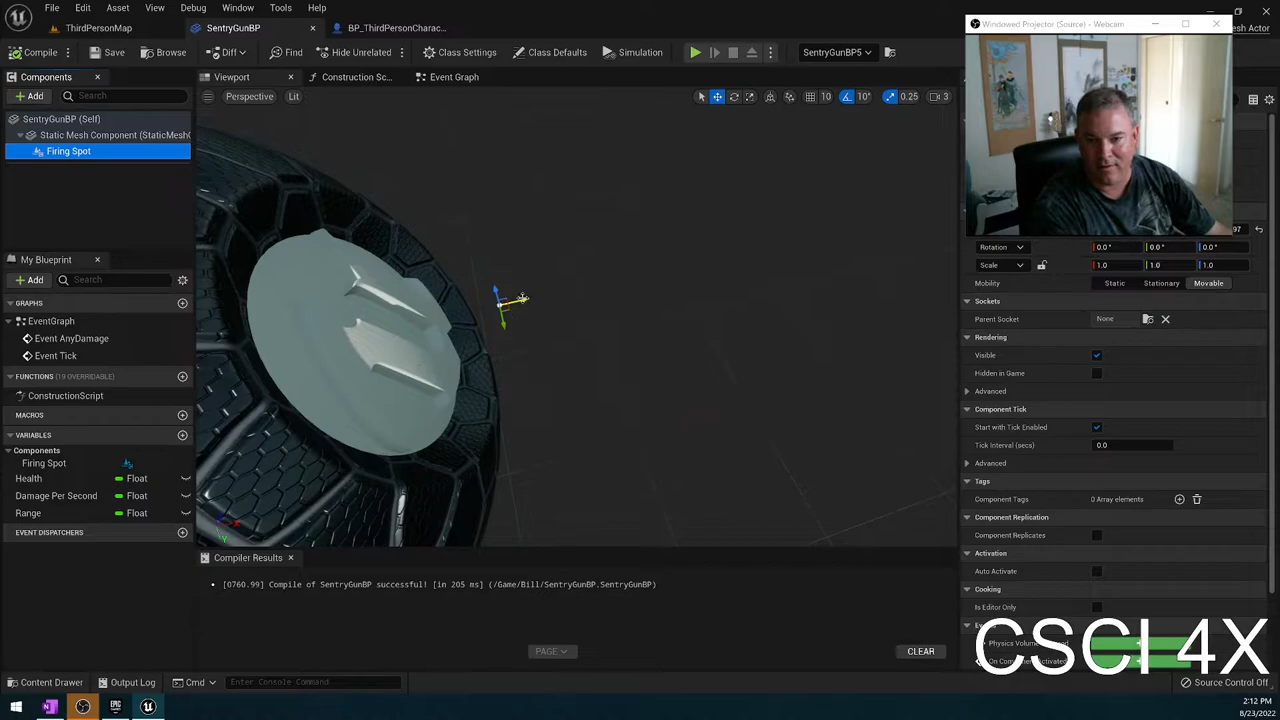 File Edit Asset View Debug Window Tools Help
ThirdPersonMap
SentryGunBP
BP_ThirdPersonCharac...
Windowed Projector (Source) - Webcam
esh Actor
Compile
Save
Browse
Diff
Find
Hide Unrelated
Class Settings
Class Defaults
Simulation
SentryGunBP5
Components
Viewport
Construction Sc...
Event Graph
Add
Search
Perspective
Lit
10
10°
0.25
3
SentryGunBP (Self)
Static Mesh Component (StaticMeshC
Firing Spot
97
Rotation
0.0°
0.0°
0.0°
Scale
1.0
1.0
1.0
My Blueprint
Add
Search
Mobility
Static
Stationary
Movable
GRAPHS
Sockets
EventGraph
Parent Socket
None
Event AnyDamage
Rendering
Event Tick
Visible
FUNCTIONS (19 OVERRIDABLE)
Hidden in Game
ConstructionScript
Advanced
MACROS
Component Tick
VARIABLES
Start with Tick Enabled
Components
Tick Interval (secs)
0.0
Firing Spot
Advanced
Health
Float
Tags
Damage Per Second
Float
Component Tags
0 Array elements
Range
Float
Component Replication
EVENT DISPATCHERS
Component Replicates
Activation
Compiler Results
Auto Activate
[0760.99] Compile of SentryGunBP successful! [in 205 ms] (/Game/Bill/SentryGunBP.SentryGunBP)
Cooking
Is Editor Only
PAGE
CLEAR
CSCI 4X
Content Drawer
Output Log
Cmd
Enter Console Command
Source Control Off
2:12 PM
8/23/2022